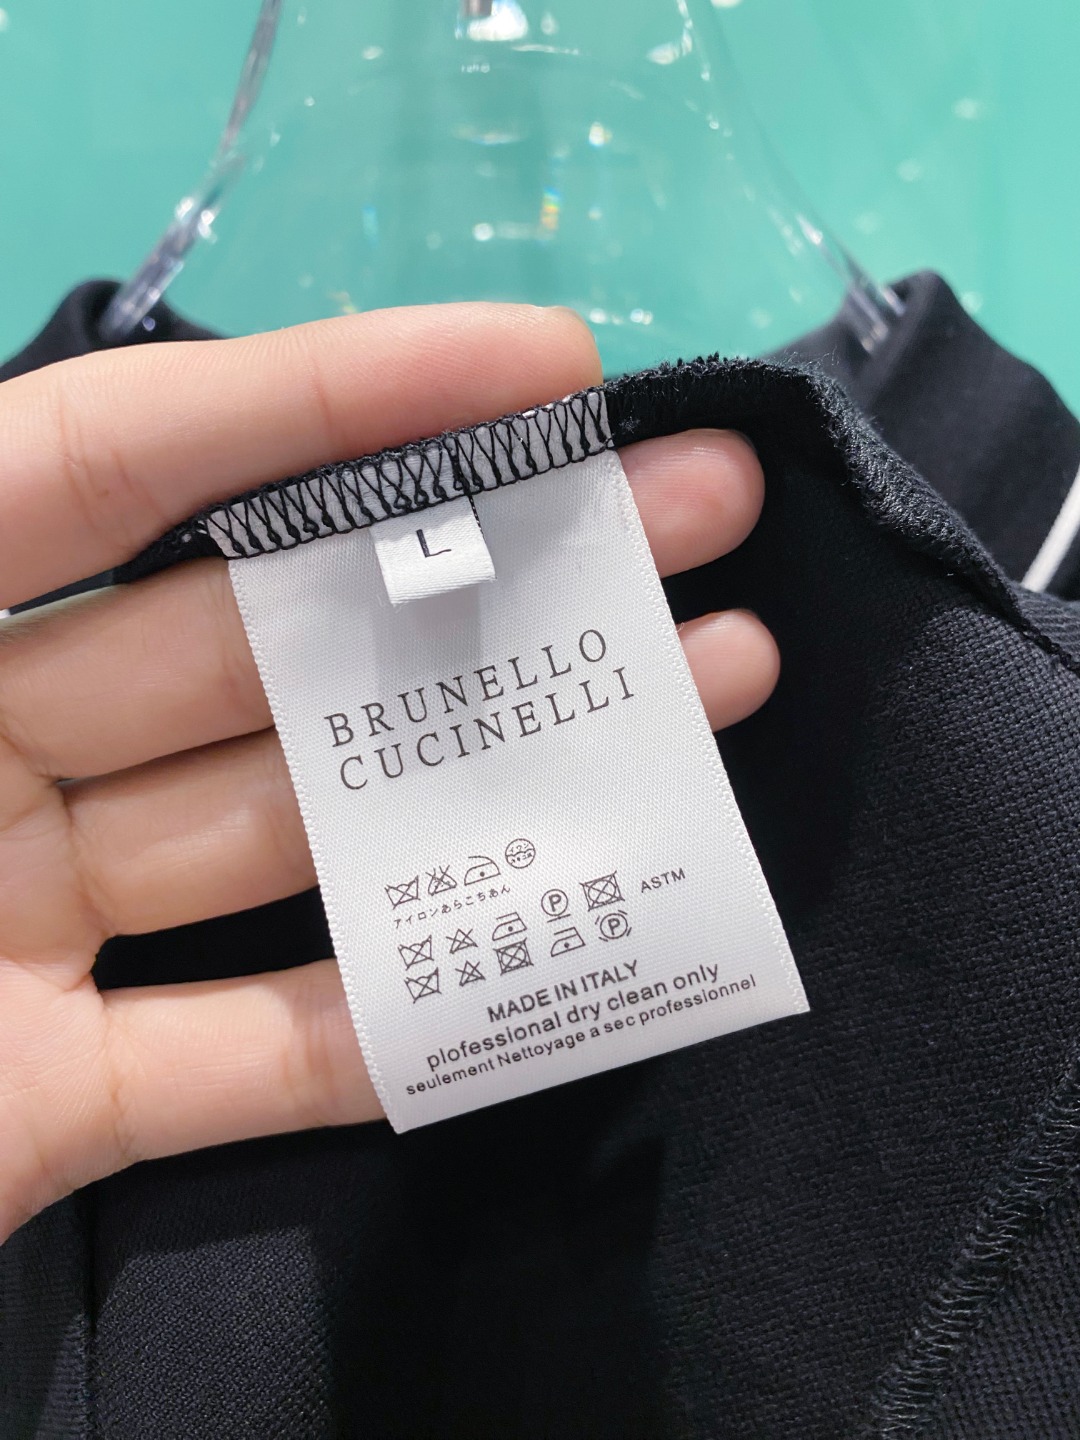 L
BRUNELLO
CUCINELLI
アイロンあらこちあん
P
ASTM
P
MADE IN ITALY
plofessional dry clean only
seulement Nettoyage a sec professionnel